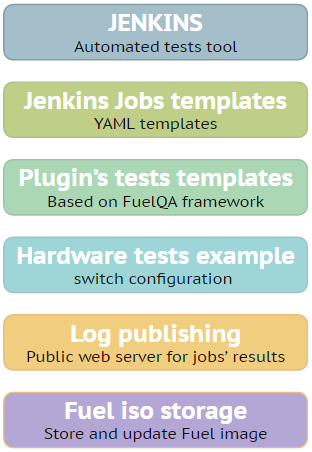 JENKINS
Automated tests tool
Jenkins Jobs templates
YAML templates
Plugin's tests templates
Based on FuelQA framework
Hardware tests example
switch configuration
Log publishing
Public web server for jobs' results
Fuel iso storage
Store and update Fuel image